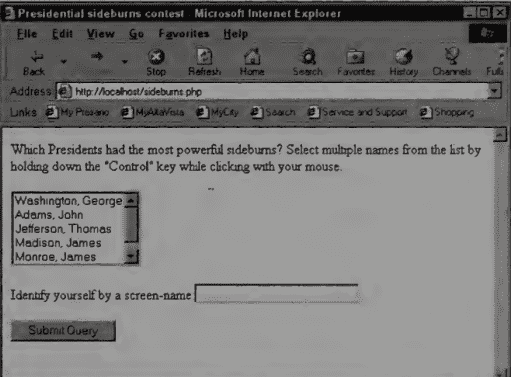 Presidential sideburns contest - Microsoft Internet Explorer
File Edit View Go Favorites Help
Back Stop Refresh Home Search Favorites History Channels Fulls
Address http://localhost/sideburns.php
Links My Presario MyAltaVista MyCity Search Service and Support Shopping
Which Presidents had the most powerful sideburns? Select multiple names from the list by
holding down the "Control" key while clicking with your mouse.
Washington, George
Adams, John
Jefferson, Thomas
Madison, James
Monroe, James
Identify yourself by a screen-name
Submit Query